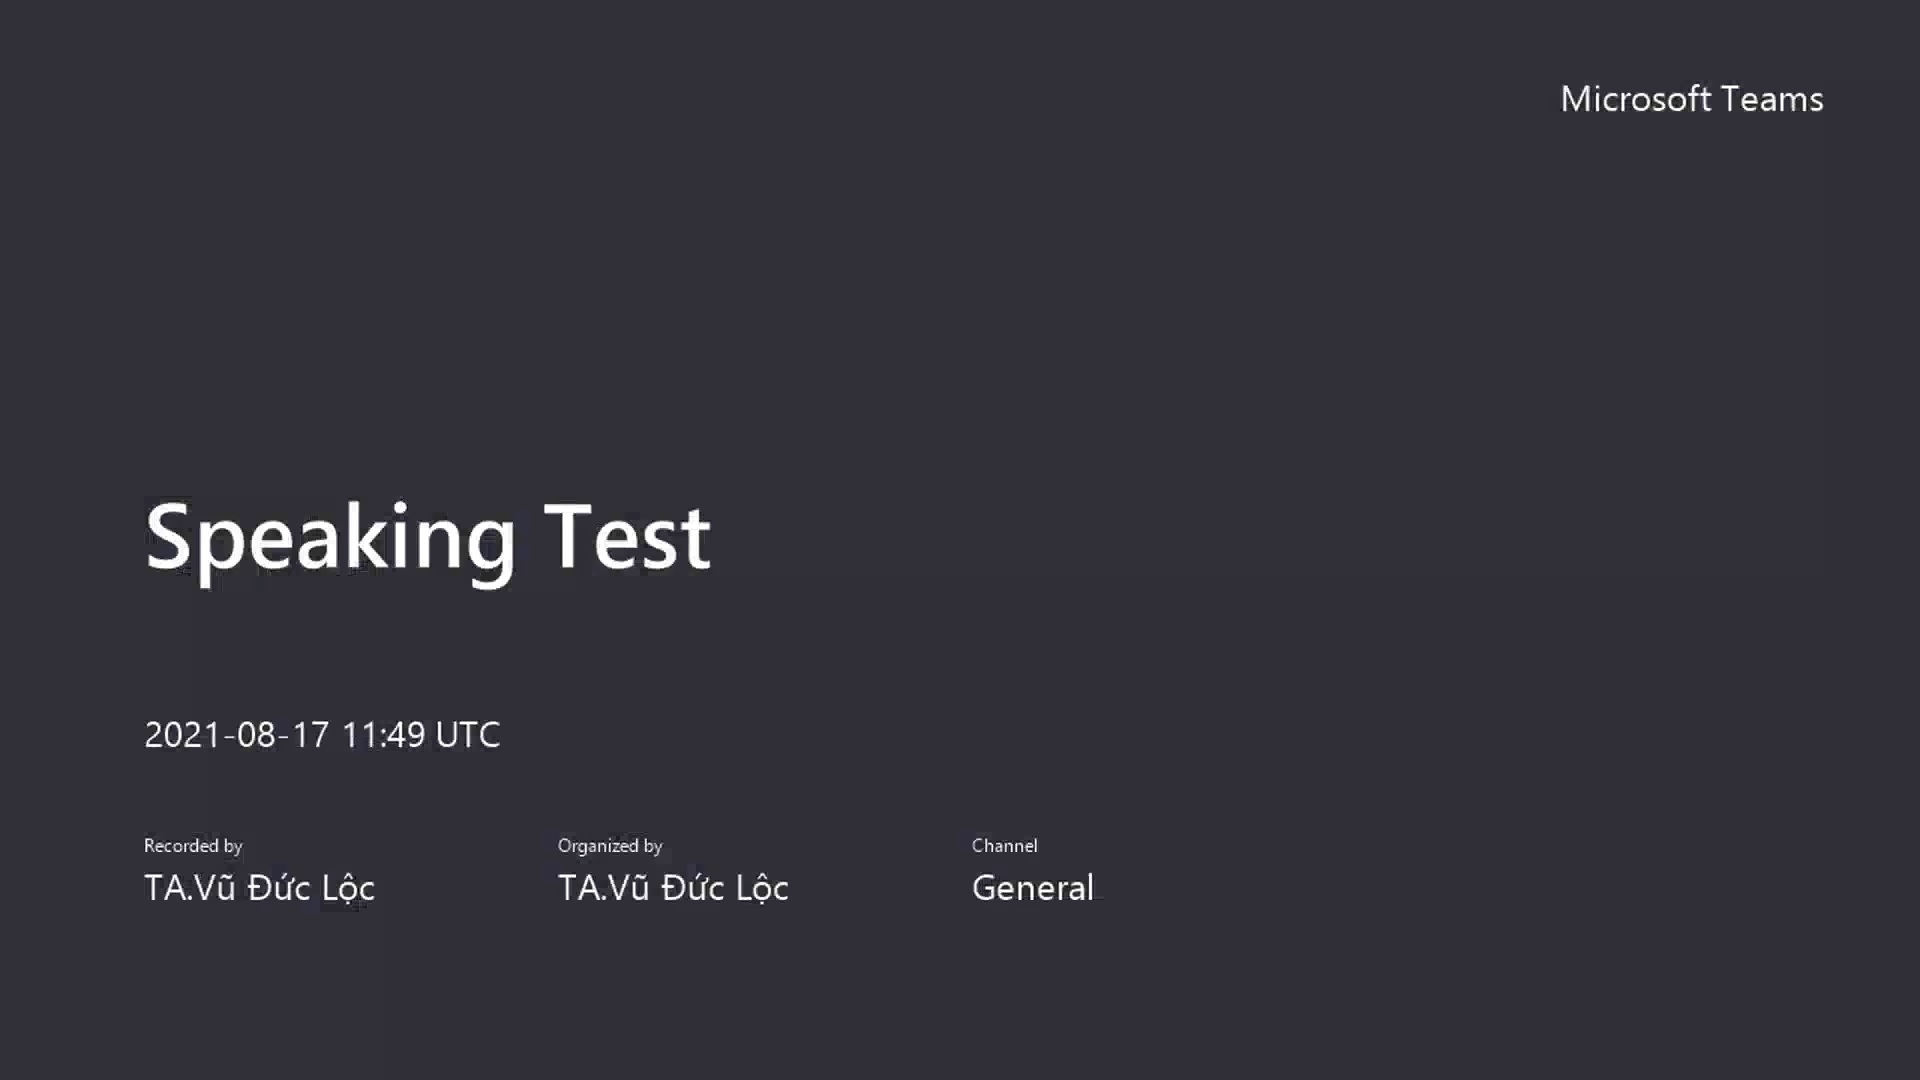 Microsoft Teams
Speaking Test
2021-08-17 11:49 UTC
Recorded by
TA.Vũ Đức Lộc
Organized by
TA.Vũ Đức Lộc
Channel
General